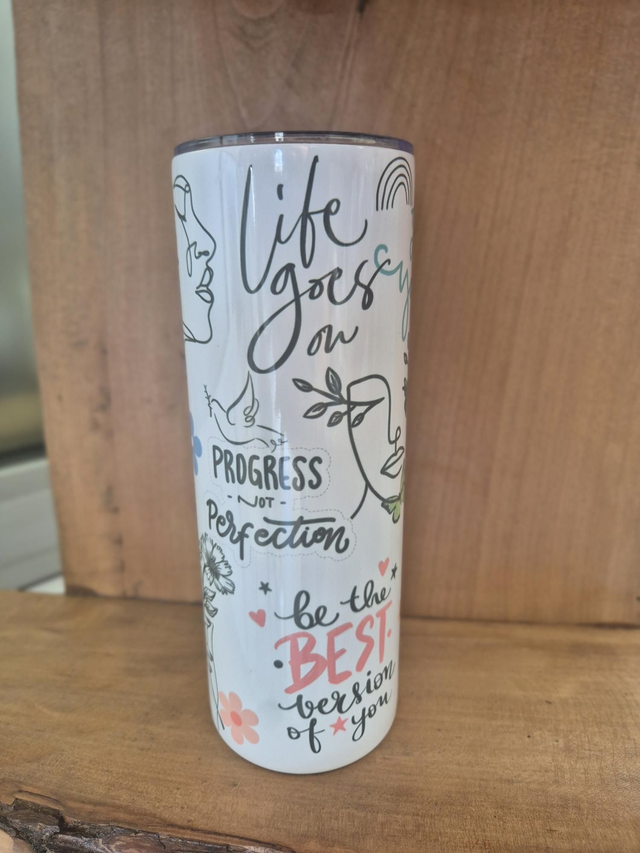 Life
goes
on
PROGRESS
- NOT -
Perfection
be the
BEST
version
of you